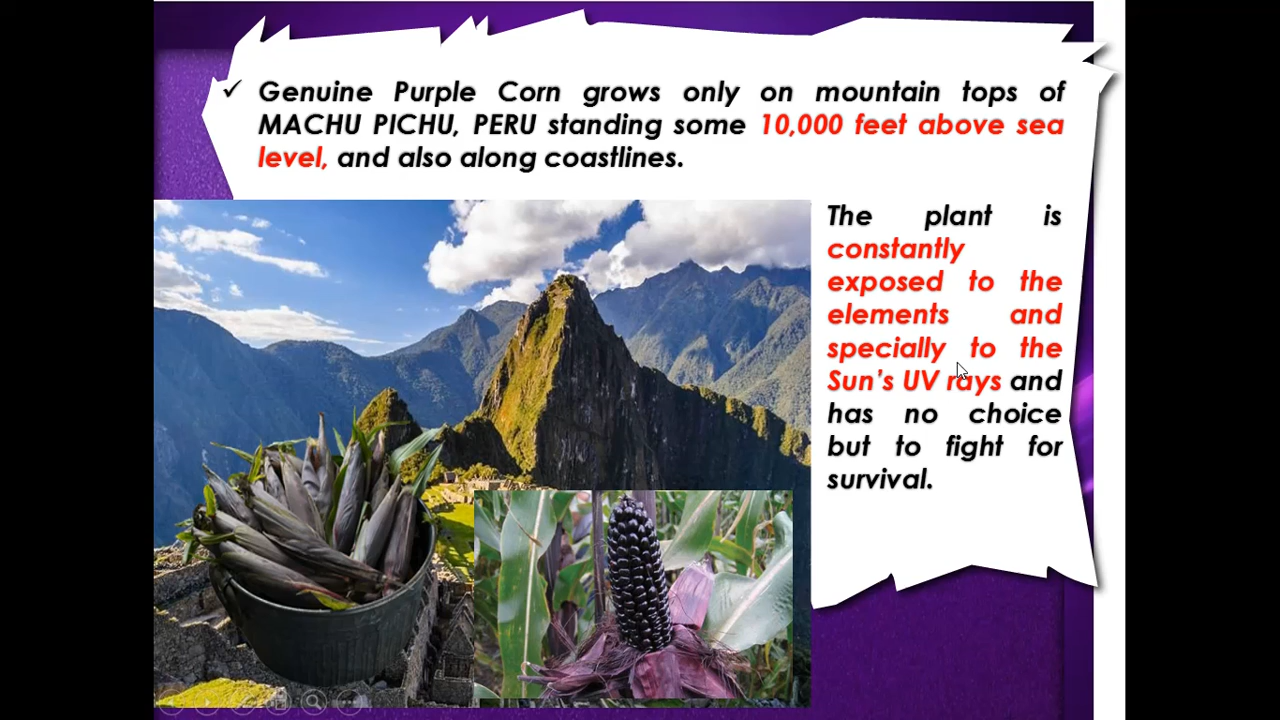 ✓ Genuine Purple Corn grows only on mountain tops of
MACHU PICHU, PERU standing some 10,000 feet above sea
level, and also along coastlines.
The plant is
constantly
exposed to the
elements and
specially to the
Sun's UV rays and
has no choice
but to fight for
survival.